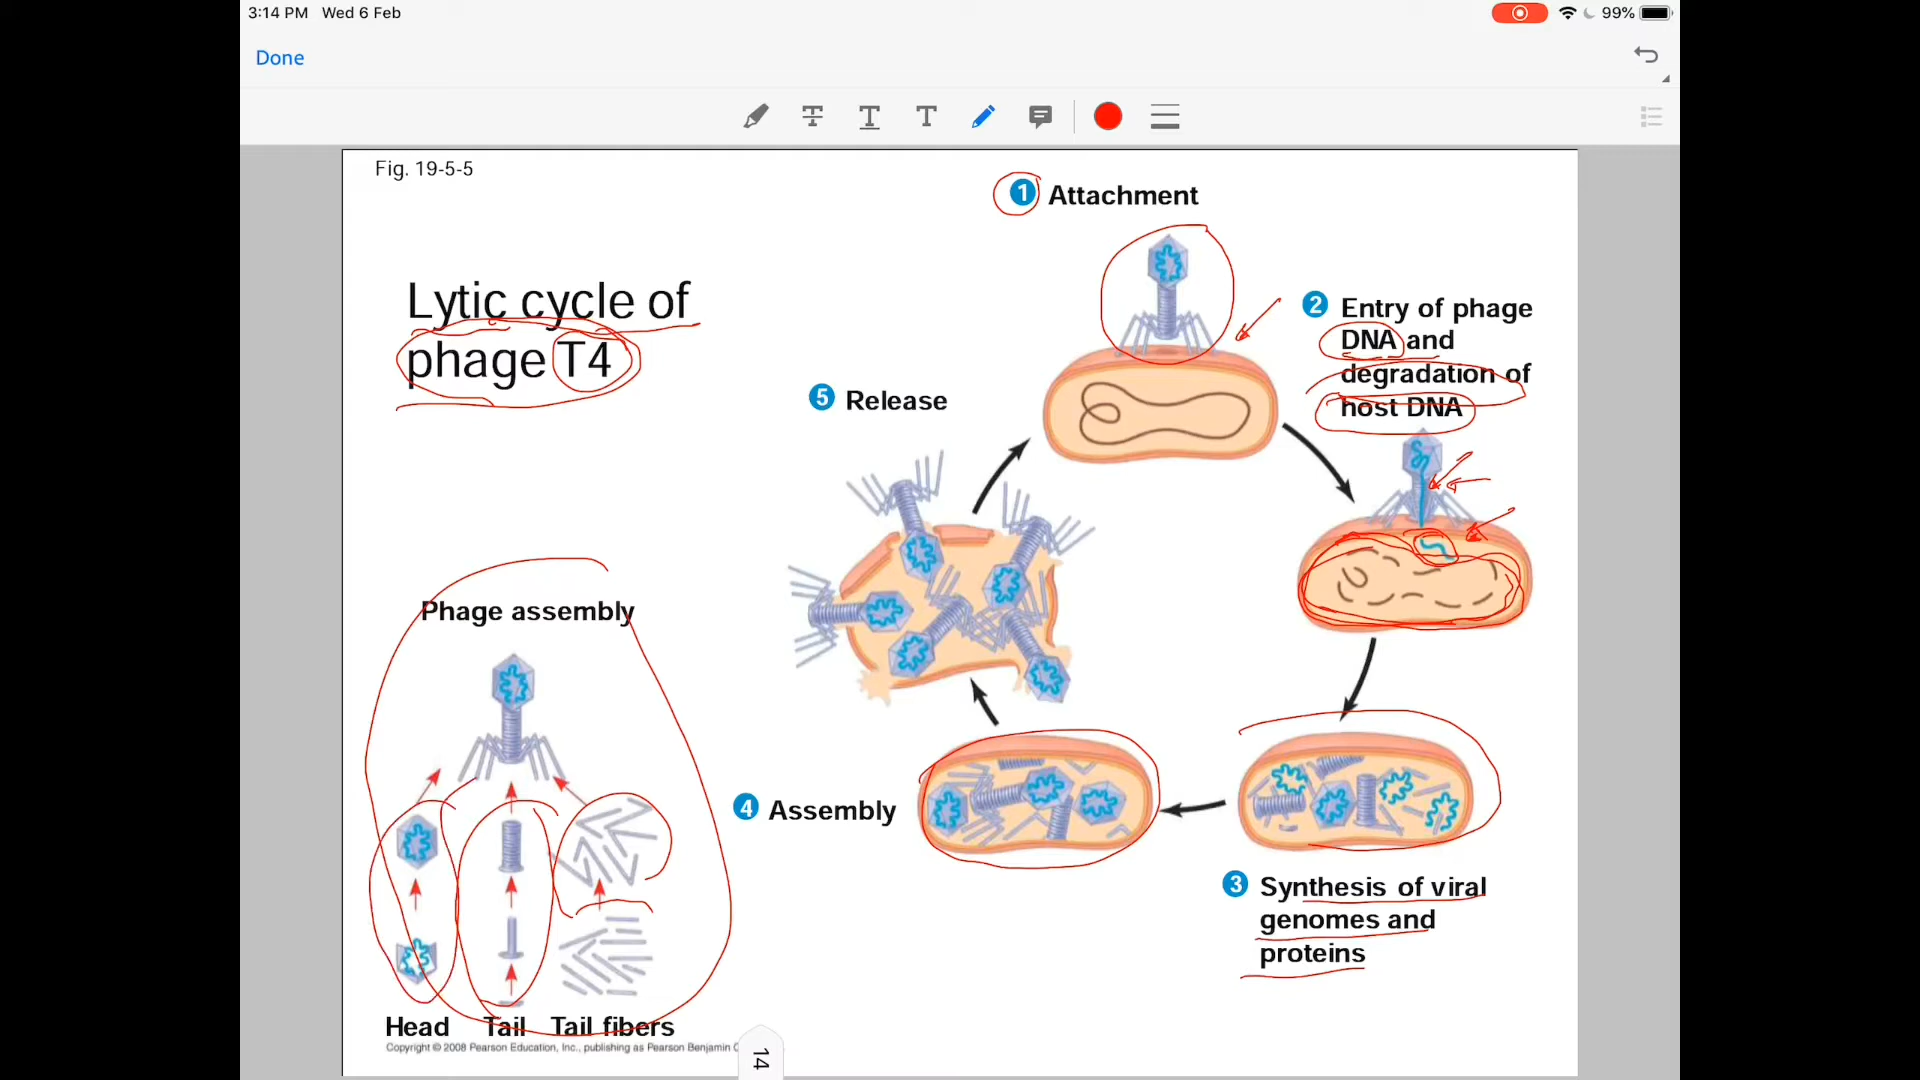 3:14 PM Wed 6 Feb
99%
Done
T T T
Fig. 19-5-5
1 Attachment
Lytic cycle of
phage T4
2 Entry of phage
DNA and
degradation of
host DNA
5 Release
Phage assembly
4 Assembly
3 Synthesis of viral
genomes and
proteins
Head Tail Tail fibers
Copyright © 2008 Pearson Education, Inc., publishing as Pearson Benjamin
14